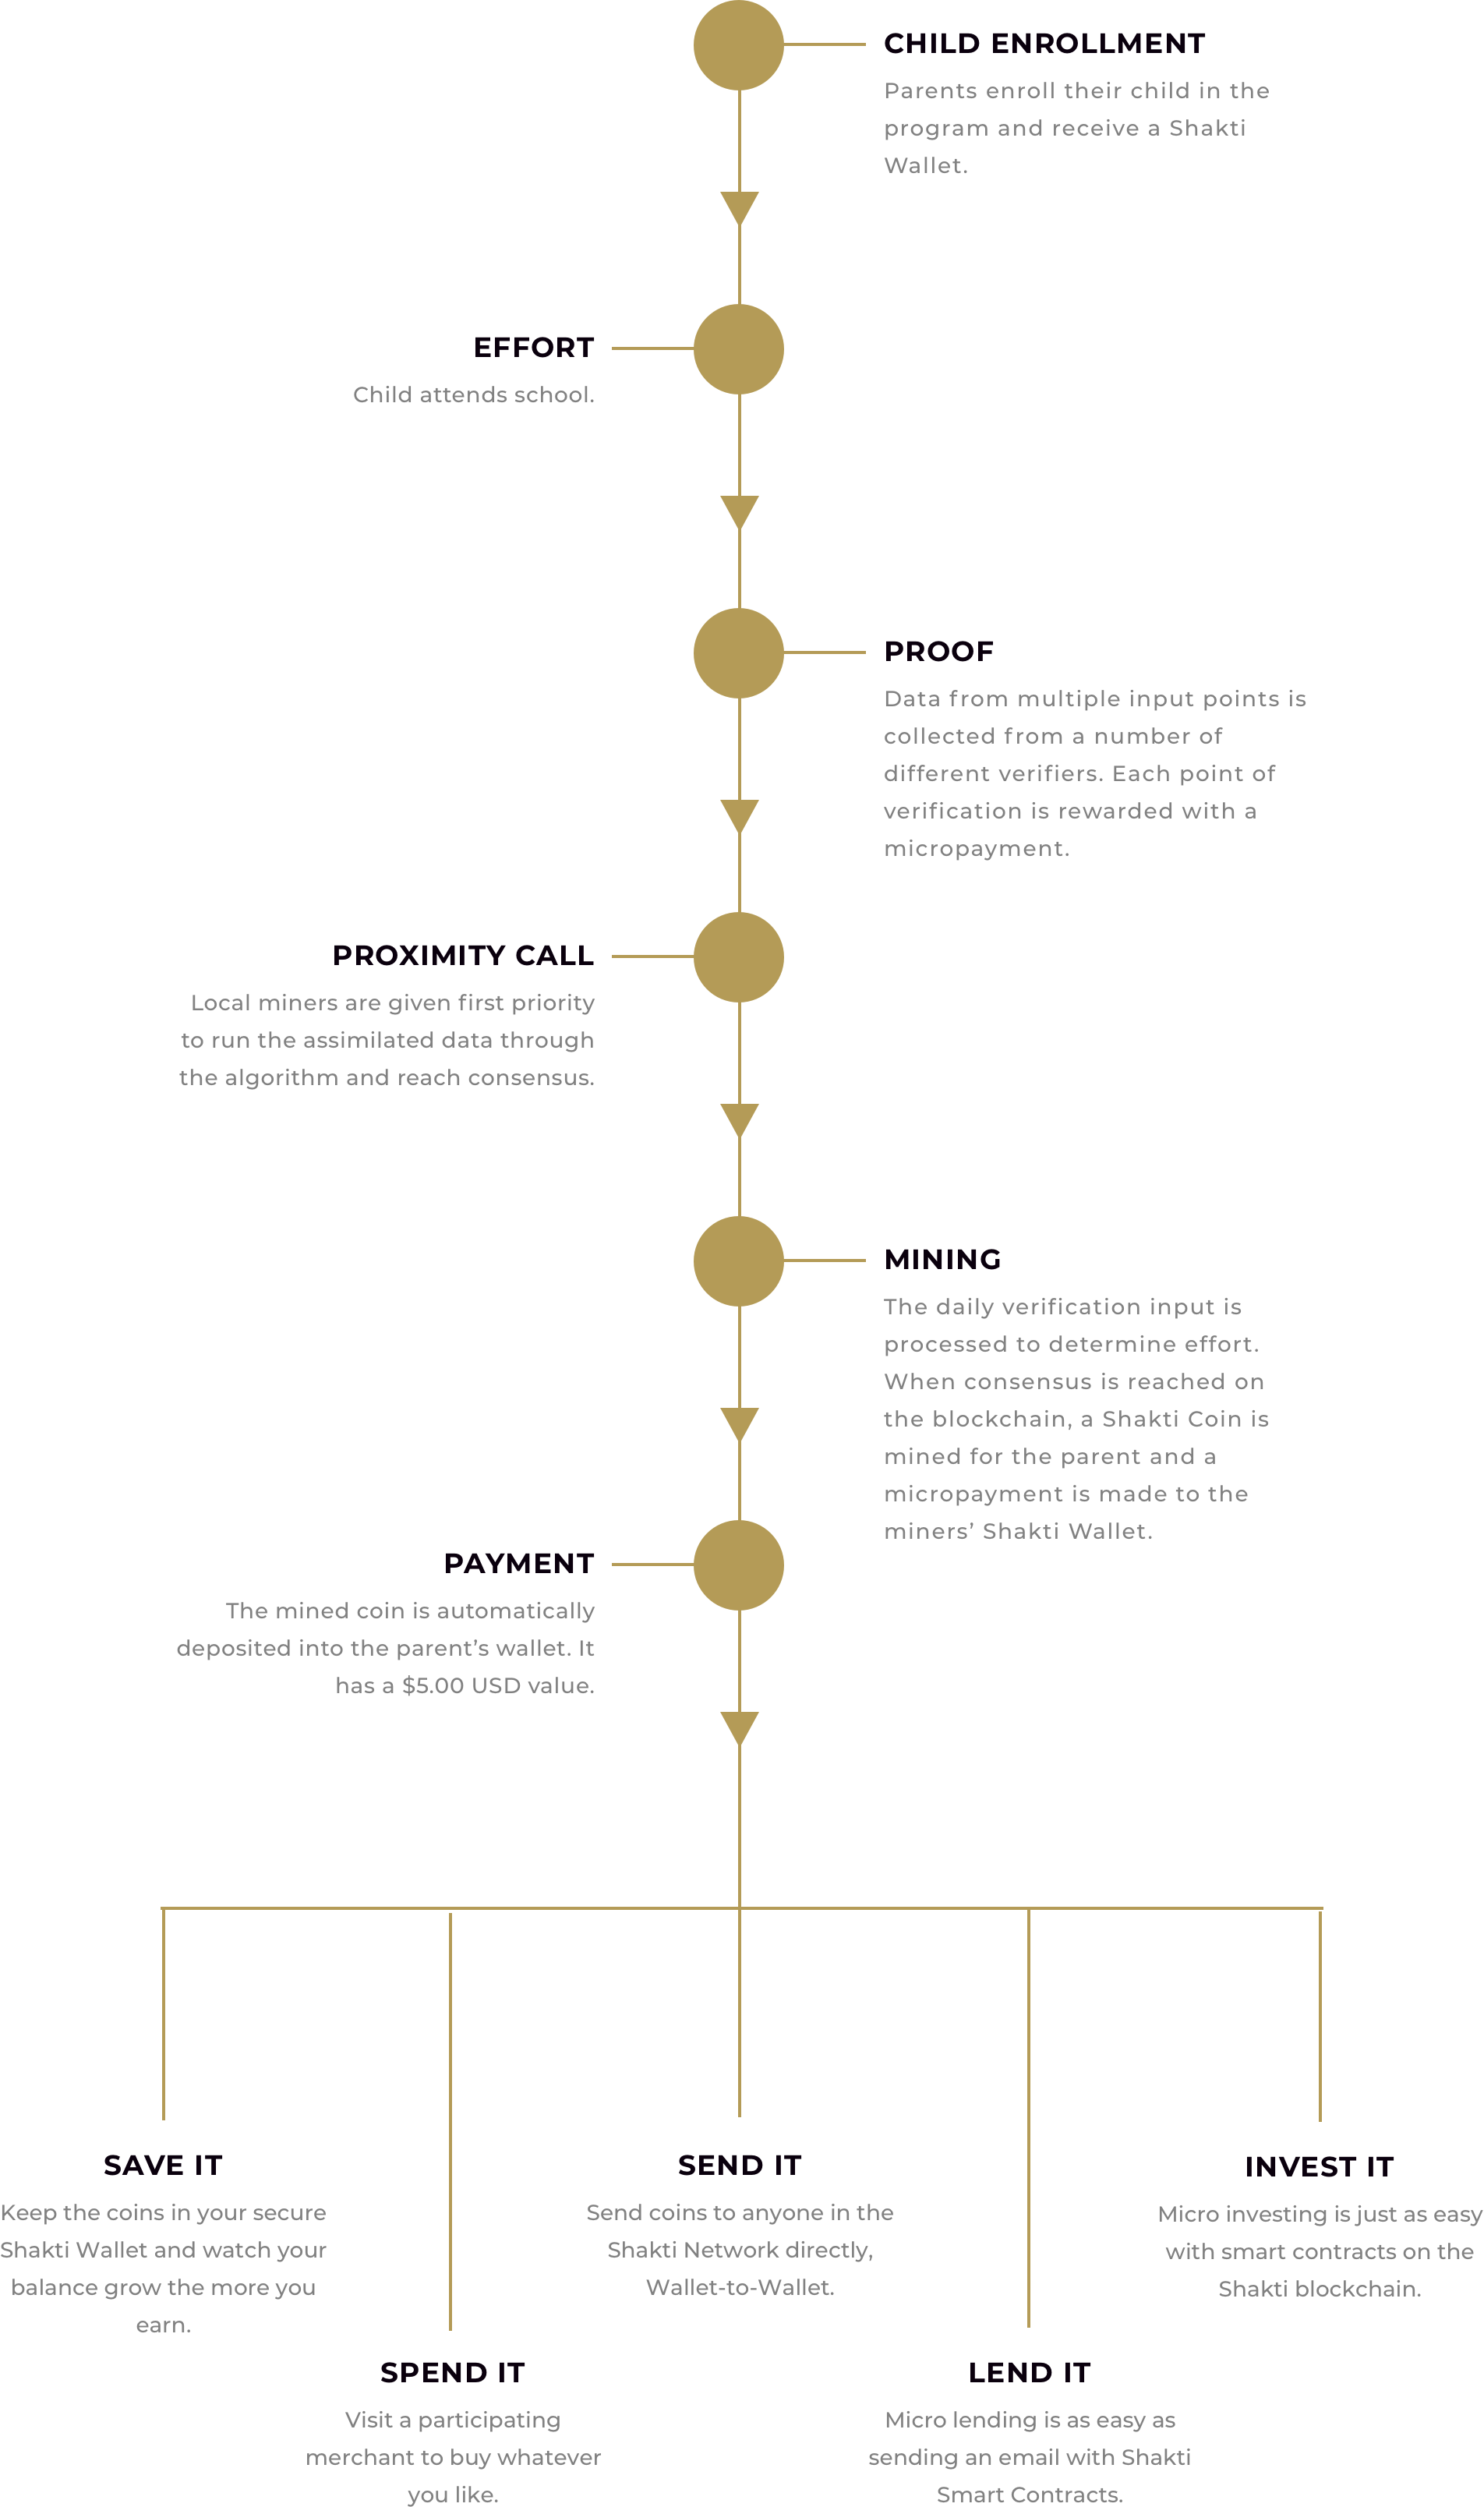 CHILD ENROLLMENT
Parents enroll their child in the
program and receive a Shakti
Wallet.
EFFORT
Child attends school.
PROOF
Data from multiple input points is
collected from a number of
different verifiers. Each point of
verification is rewarded with a
micropayment.
PROXIMITY CALL
Local miners are given first priority
to run the assimilated data through
the algorithm and reach consensus.
MINING
The daily verification input is
processed to determine effort.
When consensus is reached on
the blockchain, a Shakti Coin is
mined for the parent and a
micropayment is made to the
miners’ Shakti Wallet.
PAYMENT
The mined coin is automatically
deposited into the parent’s wallet. It
has a $5.00 USD value.
SAVE IT
Keep the coins in your secure
Shakti Wallet and watch your
balance grow the more you
earn.
SPEND IT
Visit a participating
merchant to buy whatever
you like.
SEND IT
Send coins to anyone in the
Shakti Network directly,
Wallet-to-Wallet.
LEND IT
Micro lending is as easy as
sending an email with Shakti
Smart Contracts.
INVEST IT
Micro investing is just as easy
with smart contracts on the
Shakti blockchain.